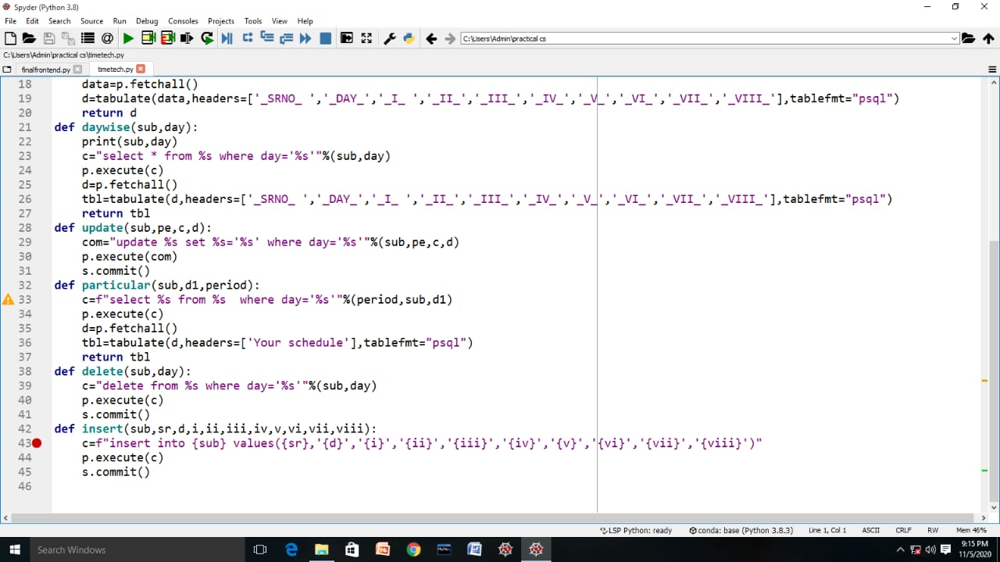 Spyder (Python 3.8)
File Edit Search Source Run Debug Consoles Projects Tools View Help
C:\Users\Admin\practical cs
C:\Users\Admin\practical cs\timetech.py
finalfrontend.py timetech.py
18 data=p.fetchall()
19 d=tabulate(data,headers=['_SRNO_ ','_DAY_','_I_ ','_II_','_III_','_IV_','_V_','_VI_','_VII_','_VIII_'],tablefmt="psql")
20 return d
21 def daywise(sub,day):
22 print(sub,day)
23 c="select * from %s where day='%s'"%(sub,day)
24 p.execute(c)
25 d=p.fetchall()
26 tbl=tabulate(d,headers=['_SRNO_ ','_DAY_','_I_ ','_II_','_III_','_IV_','_V_','_VI_','_VII_','_VIII_'],tablefmt="psql")
27 return tbl
28 def update(sub,pe,c,d):
29 com="update %s set %s='%s' where day='%s'"%(sub,pe,c,d)
30 p.execute(com)
31 s.commit()
32 def particular(sub,d1,period):
33 c=f"select %s from %s  where day='%s'"%(period,sub,d1)
34 p.execute(c)
35 d=p.fetchall()
36 tbl=tabulate(d,headers=['Your schedule'],tablefmt="psql")
37 return tbl
38 def delete(sub,day):
39 c="delete from %s where day='%s'"%(sub,day)
40 p.execute(c)
41 s.commit()
42 def insert(sub,sr,d,i,ii,iii,iv,v,vi,vii,viii):
43 c=f"insert into {sub} values({sr},'{d}','{i}','{ii}','{iii}','{iv}','{v}','{vi}','{vii}','{viii}')"
44 p.execute(c)
45 s.commit()
46
LSP Python: ready conda: base (Python 3.8.3) Line 1, Col 1 ASCII CRLF RW Mem 46%
Search Windows
9:15 PM
11/5/2020